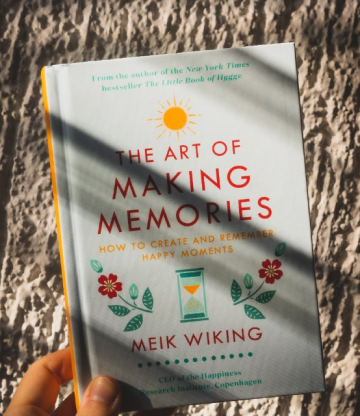 From the author of the New York Times
bestseller The Little Book of Hygge
THE ART OF
MAKING
MEMORIES
HOW TO CREATE AND REMEMBER
HAPPY MOMENTS
MEIK WIKING
CEO of the Happiness
Research Institute, Copenhagen